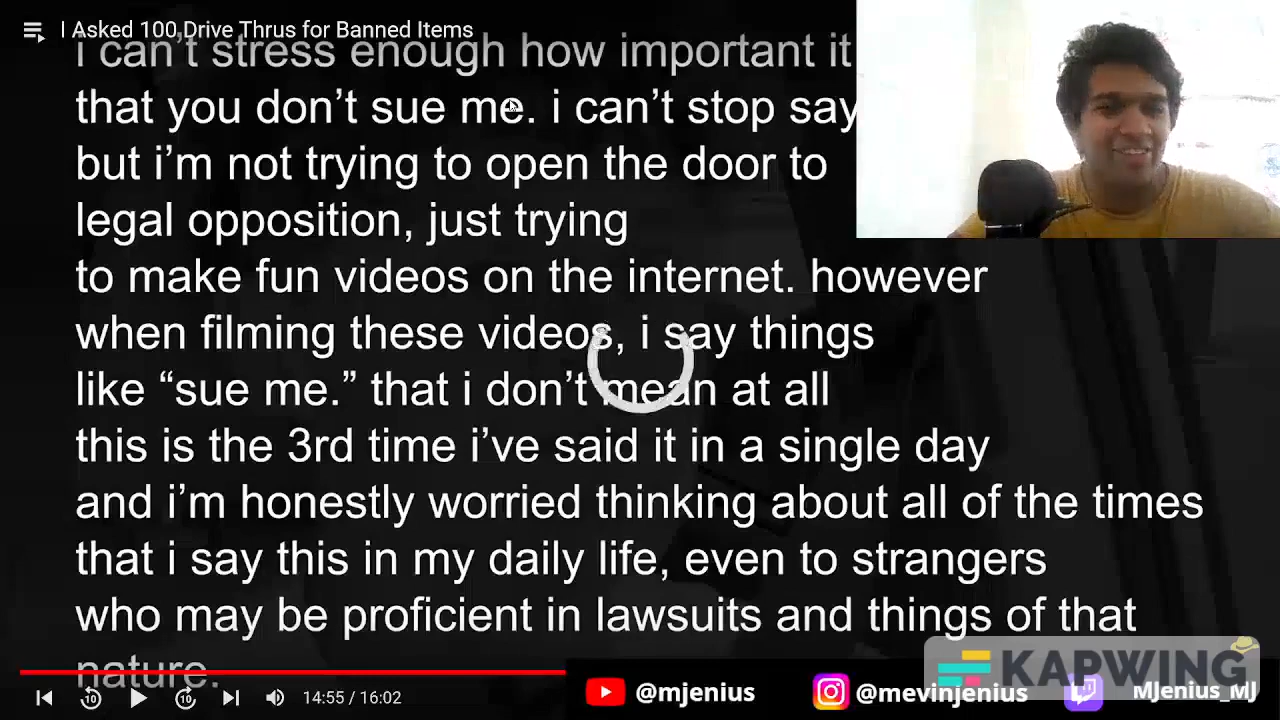 I Asked 100 Drive Thrus for Banned Items
i can't stress enough how important it
that you don't sue me. i can't stop say
but i'm not trying to open the door to
legal opposition, just trying
to make fun videos on the internet. however
when filming these videos, i say things
like “sue me.” that i don't mean at all
this is the 3rd time i've said it in a single day
and i'm honestly worried thinking about all of the times
that i say this in my daily life, even to strangers
who may be proficient in lawsuits and things of that
nature.
KAPWING
10
10
14:55 / 16:02
@mjenius
@mevinjenius
MJenius_MJ